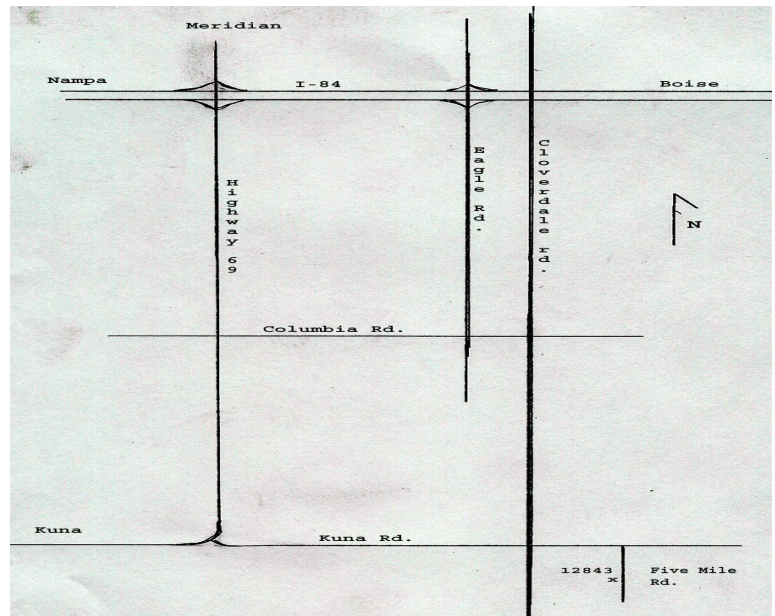 Meridian
Nampa
I-84
Boise
Eagle Rd.
Cloverdale rd.
Highway 69
N
Columbia Rd.
Kuna
Kuna Rd.
12843
x
Five Mile
Rd.